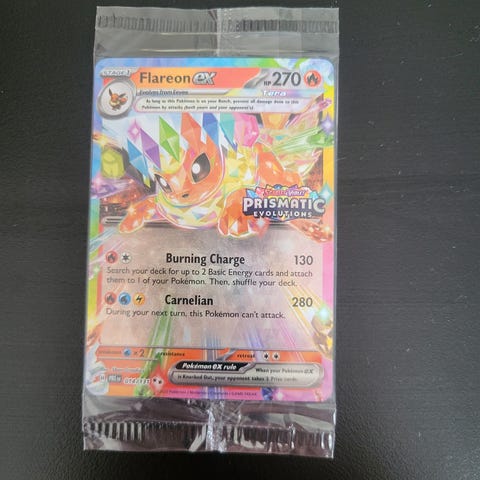 STAGE 1
Flareon ex
HP 270
Evolves from Eevee
Tera
As long as this Pokémon is on your Bench, prevent all damage done to this
Pokémon by attacks (both yours and your opponent's).
PRISMATIC
EVOLUTIONS
Burning Charge 130
Search your deck for up to 2 Basic Energy cards and attach
them to 1 of your Pokémon. Then, shuffle your deck.
Carnelian 280
During your next turn, this Pokémon can't attack.
weakness ×2 resistance retreat
Pokémon ex rule
When your Pokémon ex
is Knocked Out, your opponent takes 2 Prize cards.
PRE EN 014/131